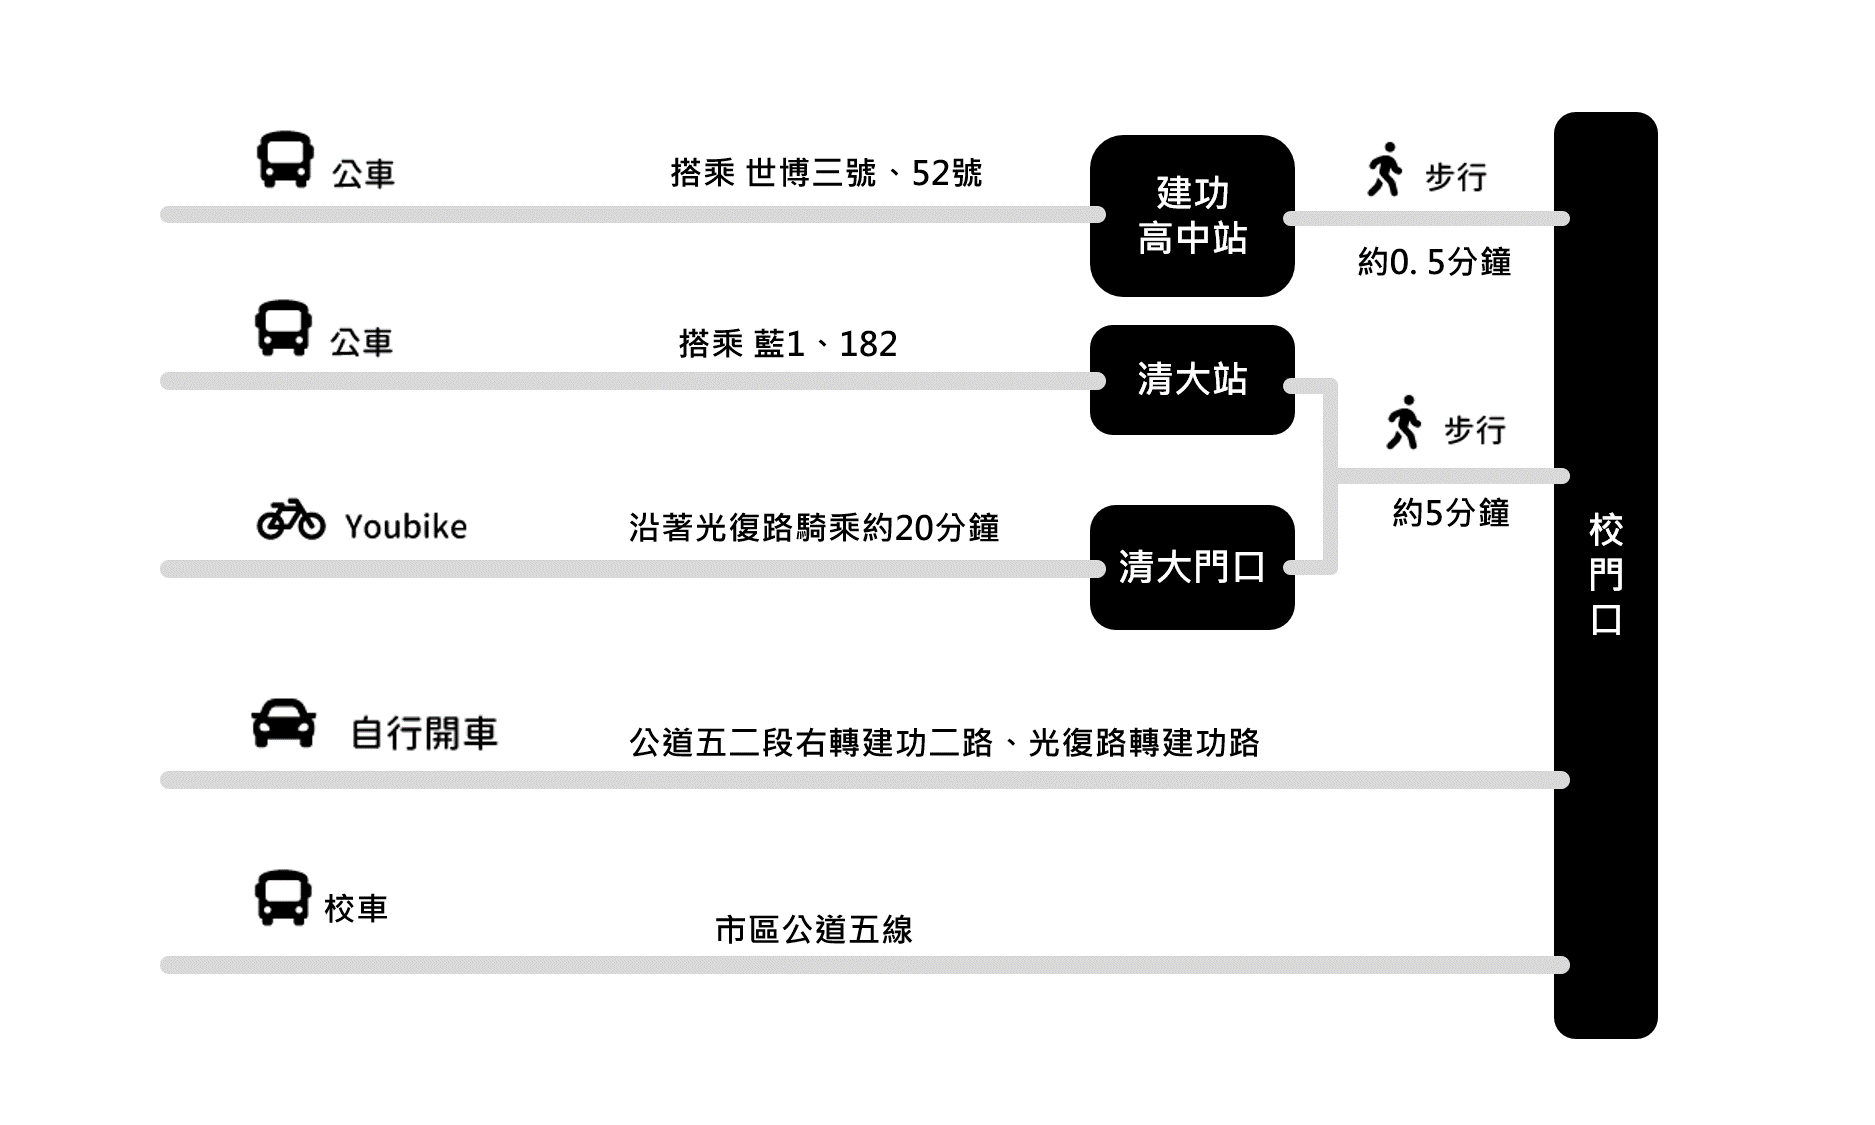 公車
搭乘 世博三號、52號
建功
高中站
步行
約0. 5分鐘
公車
搭乘 藍1、182
清大站
步行
約5分鐘
Youbike
沿著光復路騎乘約20分鐘
清大門口
校門口
自行開車
公道五二段右轉建功二路、光復路轉建功路
校車
市區公道五線